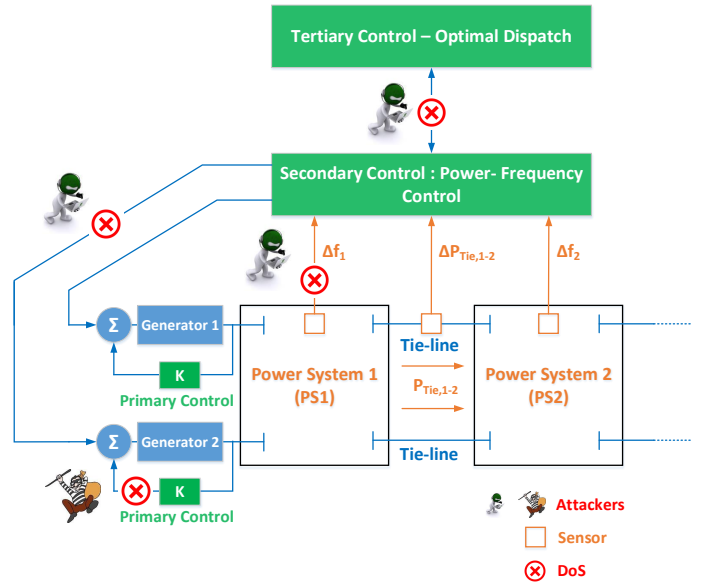 Tertiary Control – Optimal Dispatch
Secondary Control : Power- Frequency
Control
Δf1
ΔPTie,1-2
Δf2
Σ
Generator 1
K
Primary Control
Power System 1
(PS1)
Tie-line
PTie,1-2
Power System 2
(PS2)
Σ
Generator 2
K
Primary Control
Tie-line
Attackers
Sensor
DoS